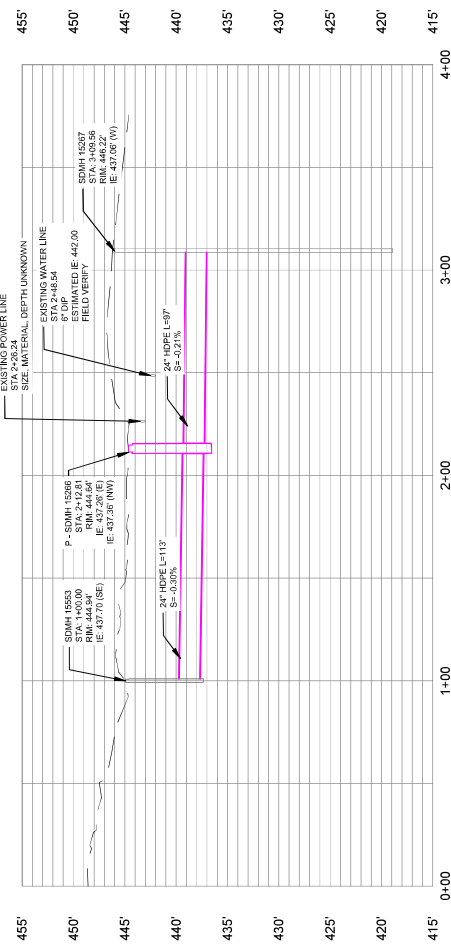 455'
450'
445'
440'
435'
430'
425'
420'
415'
EXISTING POWER LINE
STA 2+26.24
SIZE, MATERIAL, DEPTH UNKNOWN
EXISTING WATER LINE
STA 2+48.54
6" DIP
ESTIMATED IE: 442.00
FIELD VERIFY
SDMH 15267
STA: 3+09.56
RIM: 446.22'
IE: 437.06' (W)
P - SDMH 15266
STA: 2+12.81
RIM: 444.64'
IE: 437.26' (E)
IE: 437.36' (NW)
SDMH 15553
STA: 1+00.00
RIM: 444.94'
IE: 437.70 (SE)
24" HDPE L=113'
S= -0.30%
24" HDPE L=97'
S= -0.21%
455'
450'
445'
440'
435'
430'
425'
420'
415'
0+00
1+00
2+00
3+00
4+00